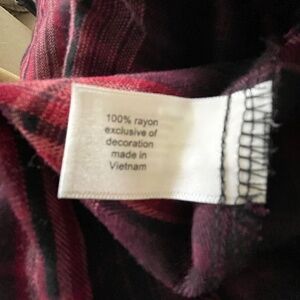 100% rayon
exclusive of
decoration
made in
Vietnam